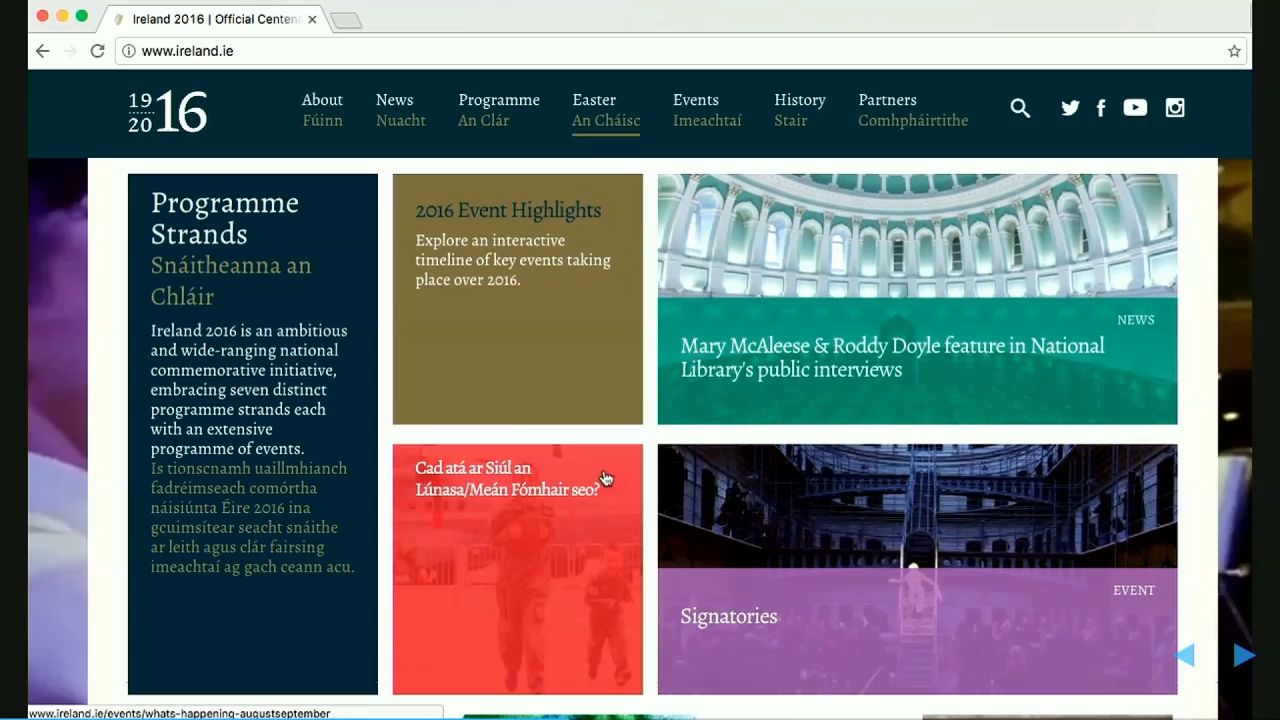 Ireland 2016 | Official Centena
www.ireland.ie
19
20
16
About
Fúinn
News
Nuacht
Programme
An Clár
Easter
An Cháisc
Events
Imeachtaí
History
Stair
Partners
Comhpháirtithe
Programme
Strands
Snáitheanna an
Chláir
Ireland 2016 is an ambitious
and wide-ranging national
commemorative initiative,
embracing seven distinct
programme strands each
with an extensive
programme of events.
Is tionscnamh uaillmhianch
fadréimseach comórtha
náisiúnta Éire 2016 ina
gcuimsítear seacht snáithe
ar leith agus clár fairsing
imeachtaí ag gach ceann acu.
2016 Event Highlights
Explore an interactive
timeline of key events taking
place over 2016.
NEWS
Mary McAleese & Roddy Doyle feature in National
Library's public interviews
Cad atá ar Siúl an
Lúnasa/Meán Fómhair seo?
EVENT
Signatories
www.ireland.ie/events/whats-happening-augustseptember